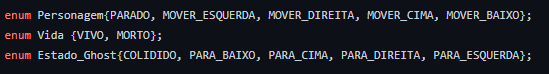 enum Personagem{PARADO, MOVER_ESQUERDA, MOVER_DIREITA, MOVER_CIMA, MOVER_BAIXO};
enum Vida {VIVO, MORTO};
enum Estado_Ghost{COLIDIDO, PARA_BAIXO, PARA_CIMA, PARA_DIREITA, PARA_ESQUERDA};